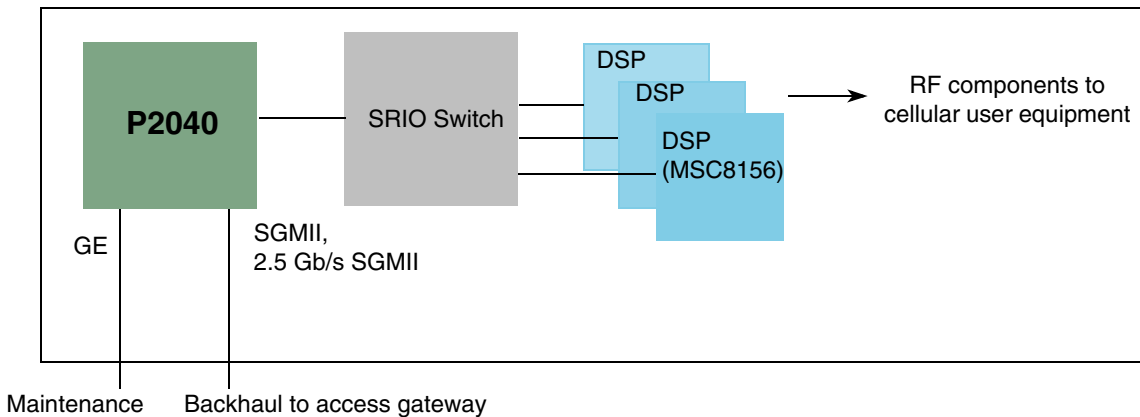 P2040
SRIO Switch
DSP
DSP
DSP
(MSC8156)
RF components to
cellular user equipment
GE
SGMII,
2.5 Gb/s SGMII
Maintenance
Backhaul to access gateway